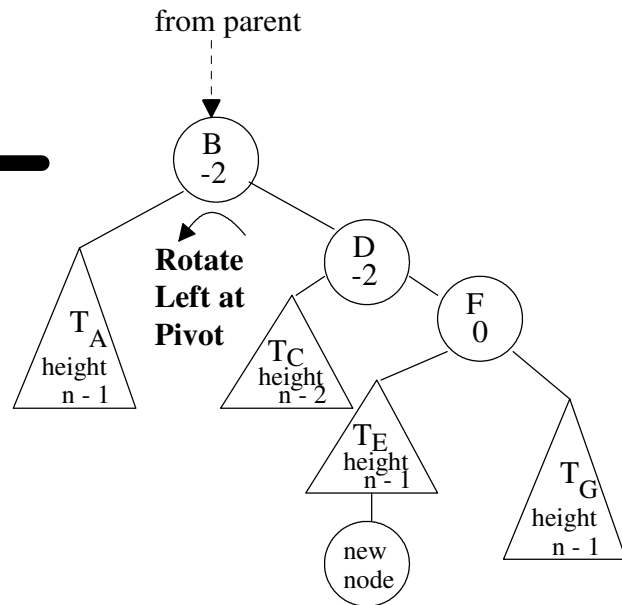 from parent
B
-2
D
-2
F
0
Rotate
Left at
Pivot
T A
height
n - 1
T C
height
n - 2
T E
height
n - 1
T G
height
n - 1
new
node